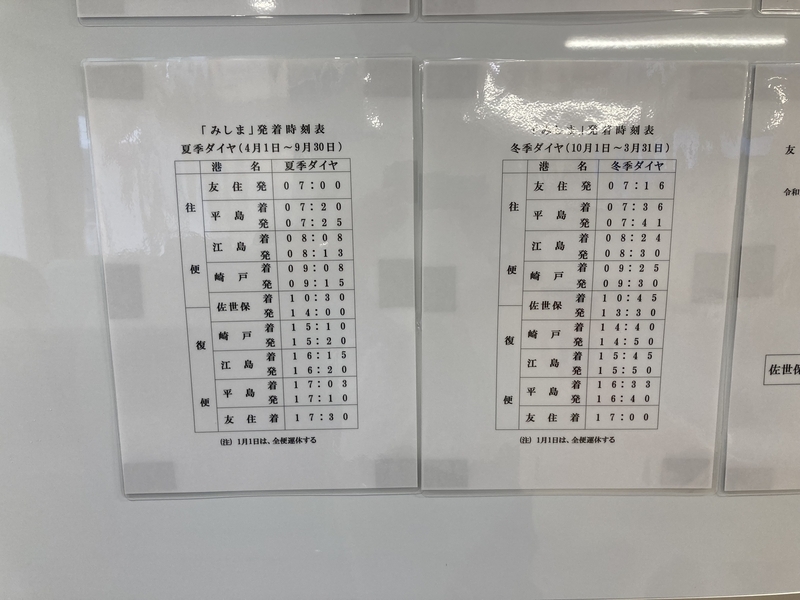 「みしま」発着時刻表
夏季ダイヤ(4月1日～9月30日)
港 名 夏季ダイヤ
往 便
友 住 発 07:00
平 島 着 07:20
発 07:25
江 島 着 08:08
発 08:13
崎 戸 着 09:08
発 09:15
佐世保 着 10:30
発 14:00
復 便
崎 戸 着 15:10
発 15:20
江 島 着 16:15
発 16:20
平 島 着 17:03
発 17:10
友 住 着 17:30
(注) 1月1日は、全便運休する
「みしま」発着時刻表
冬季ダイヤ(10月1日～3月31日)
港 名 冬季ダイヤ
往 便
友 住 発 07:16
平 島 着 07:36
発 07:41
江 島 着 08:24
発 08:30
崎 戸 着 09:25
発 09:30
佐世保 着 10:45
発 13:30
復 便
崎 戸 着 14:40
発 14:50
江 島 着 15:45
発 15:50
平 島 着 16:33
発 16:40
友 住 着 17:00
(注) 1月1日は、全便運休する
友
令和
佐世保